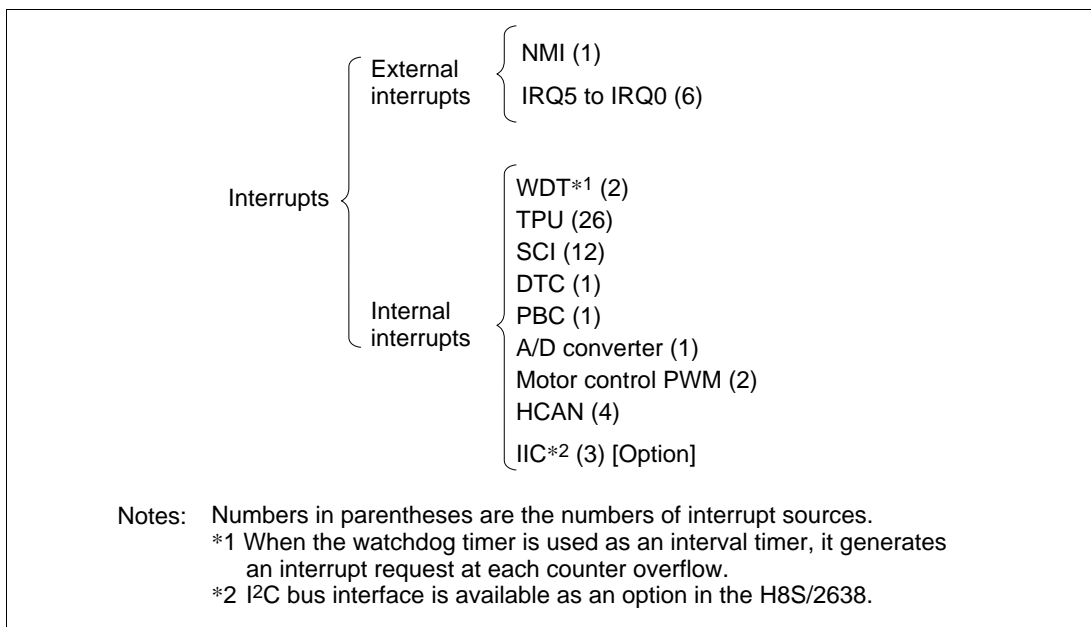 Interrupts
External
interrupts
NMI (1)
IRQ5 to IRQ0 (6)
Internal
interrupts
WDT*1 (2)
TPU (26)
SCI (12)
DTC (1)
PBC (1)
A/D converter (1)
Motor control PWM (2)
HCAN (4)
IIC*2 (3) [Option]
Notes: Numbers in parentheses are the numbers of interrupt sources.
*1 When the watchdog timer is used as an interval timer, it generates
an interrupt request at each counter overflow.
*2 I2C bus interface is available as an option in the H8S/2638.